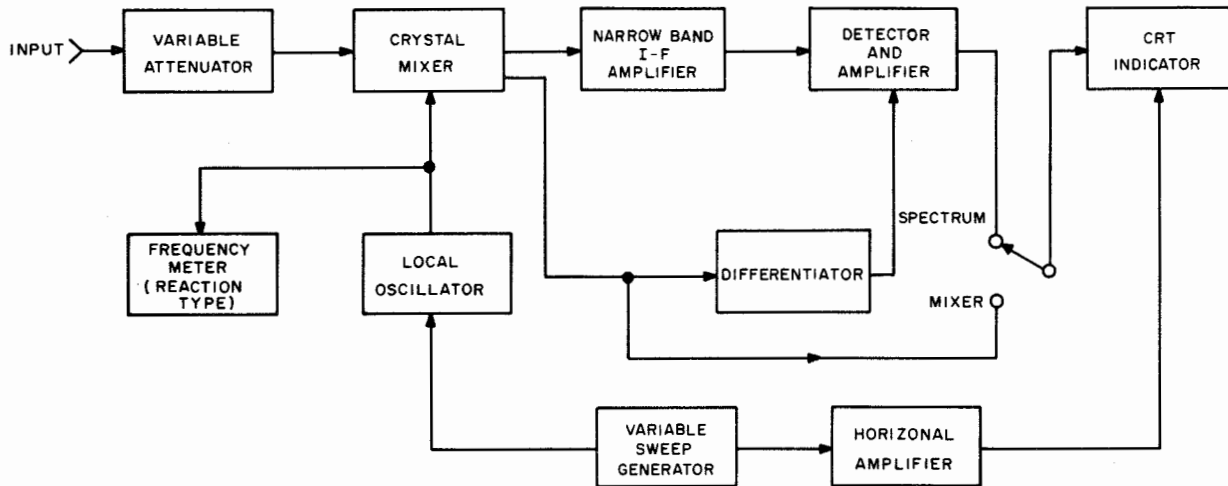 INPUT
VARIABLE
ATTENUATOR
CRYSTAL
MIXER
NARROW BAND
I-F
AMPLIFIER
DETECTOR
AND
AMPLIFIER
CRT
INDICATOR
FREQUENCY
METER
(REACTION
TYPE)
LOCAL
OSCILLATOR
DIFFERENTIATOR
SPECTRUM
MIXER
VARIABLE
SWEEP
GENERATOR
HORIZONAL
AMPLIFIER